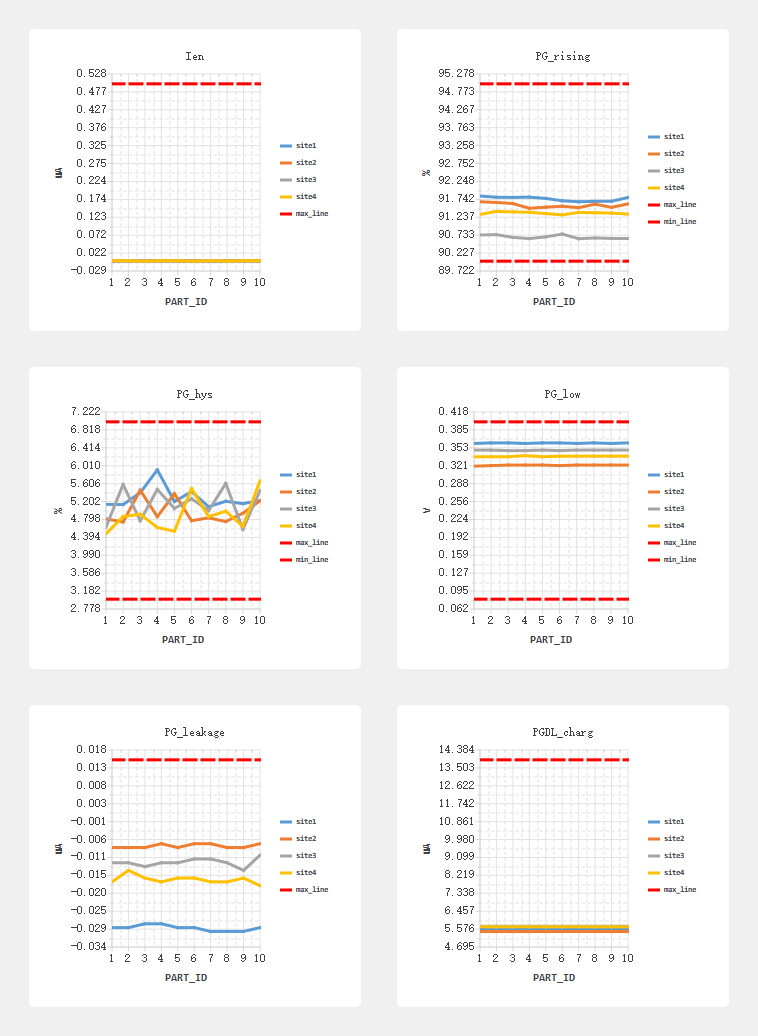 Ien
0.528
0.477
0.427
0.376
0.325
0.275
0.224
0.174
0.123
0.072
0.022
-0.029
uA
1 2 3 4 5 6 7 8 9 10
PART_ID
site1
site2
site3
site4
max_line
PG_rising
95.278
94.773
94.267
93.763
93.258
92.752
92.248
91.742
91.237
90.733
90.227
89.722
%
1 2 3 4 5 6 7 8 9 10
PART_ID
site1
site2
site3
site4
max_line
min_line
PG_hys
7.222
6.818
6.414
6.010
5.606
5.202
4.798
4.394
3.990
3.586
3.182
2.778
%
1 2 3 4 5 6 7 8 9 10
PART_ID
site1
site2
site3
site4
max_line
min_line
PG_low
0.418
0.385
0.353
0.321
0.288
0.256
0.224
0.192
0.159
0.127
0.095
0.062
A
1 2 3 4 5 6 7 8 9 10
PART_ID
site1
site2
site3
site4
max_line
min_line
PG_leakage
0.018
0.013
0.008
0.003
-0.001
-0.006
-0.011
-0.015
-0.020
-0.025
-0.029
-0.034
uA
1 2 3 4 5 6 7 8 9 10
PART_ID
site1
site2
site3
site4
max_line
PGDL_charg
14.384
13.503
12.622
11.742
10.861
9.980
9.099
8.219
7.338
6.457
5.576
4.695
uA
1 2 3 4 5 6 7 8 9 10
PART_ID
site1
site2
site3
site4
max_line